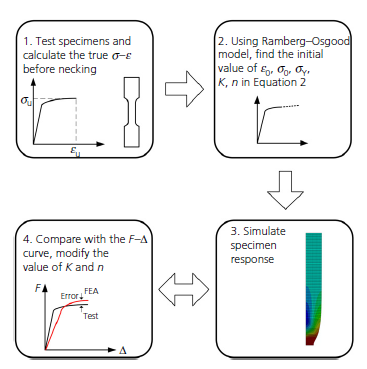 1. Test specimens and
calculate the true σ–ε
before necking
σu
εu
2. Using Ramberg–Osgood
model, find the initial
value of ε0, σ0, σY,
K, n in Equation 2
3. Simulate
specimen
response
4. Compare with the F–Δ
curve, modify the
value of K and n
F
Error
FEA
Test
Δ